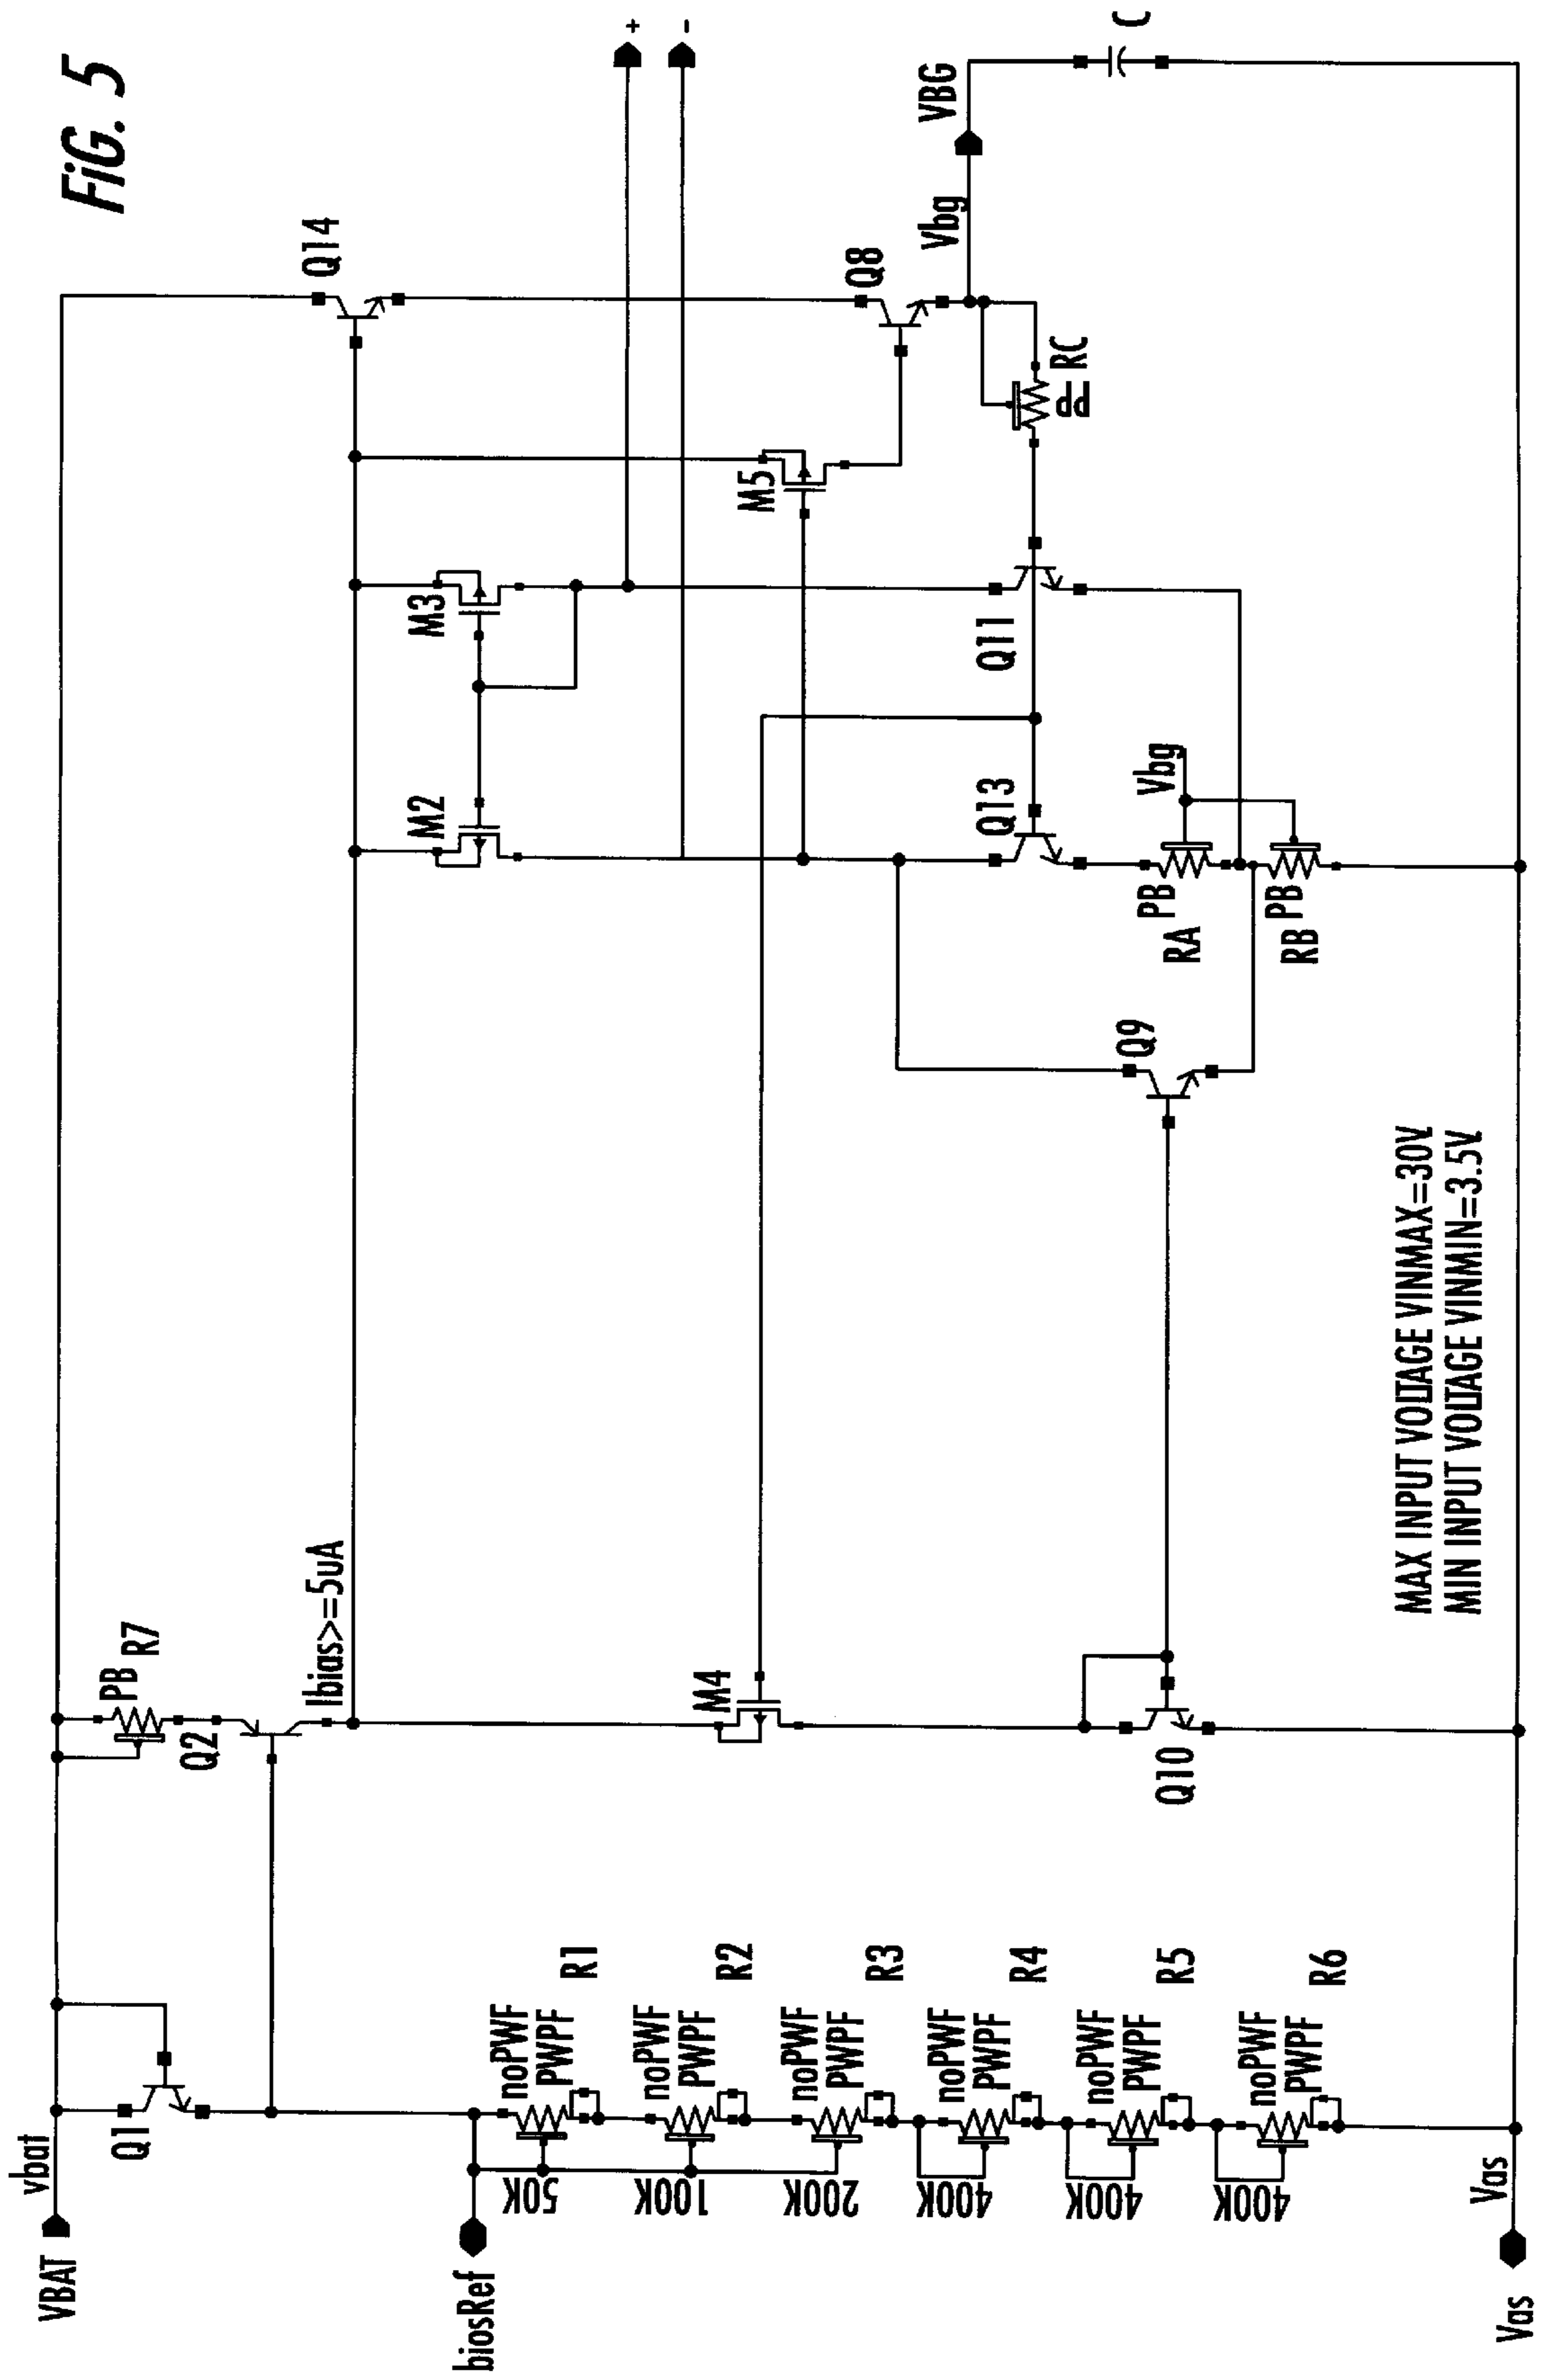 FiG. 5
VBAT
vbat
Q1
PB
R7
Q2
Ibias>=5uA
Q14
+
-
M2
M3
M4
M5
Q8
Vbg
VBG
C
PP
RC
Q11
Q13
Vbg
PB
RA
PB
RB
Q9
Q10
biosRef
50K
noPWF
PWPF
R1
100K
noPWF
PWPF
R2
200K
noPWF
PWPF
R3
400K
noPWF
PWPF
R4
400K
noPWF
PWPF
R5
400K
noPWF
PWPF
R6
MAX INPUT VOLTAGE VINMAX=30V
MIN INPUT VOLTAGE VINMIN=3.5V
Vas
Vas